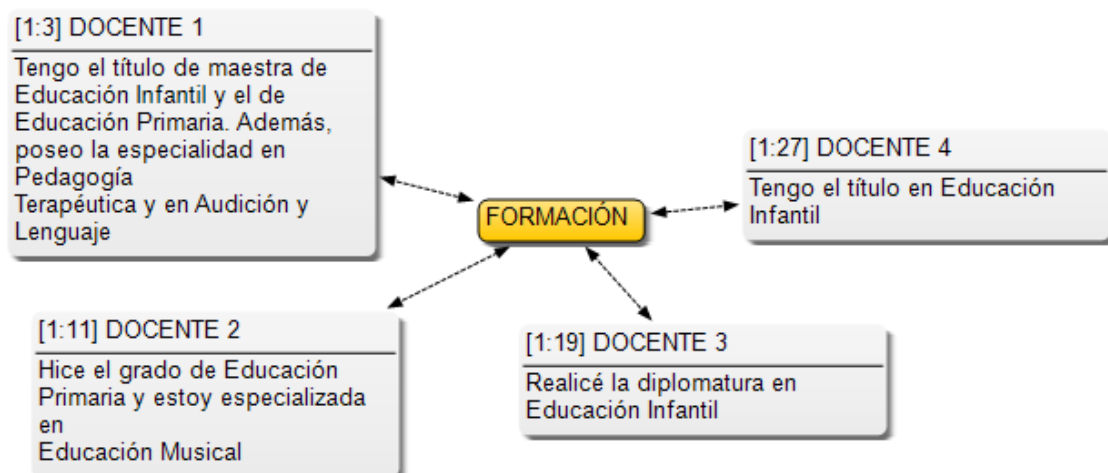 [1:3] DOCENTE 1
Tengo el título de maestra de
Educación Infantil y el de
Educación Primaria. Además,
poseo la especialidad en
Pedagogía
Terapéutica y en Audición y
Lenguaje
[1:27] DOCENTE 4
Tengo el título en Educación
Infantil
FORMACIÓN
[1:11] DOCENTE 2
Hice el grado de Educación
Primaria y estoy especializada
en
Educación Musical
[1:19] DOCENTE 3
Realicé la diplomatura en
Educación Infantil